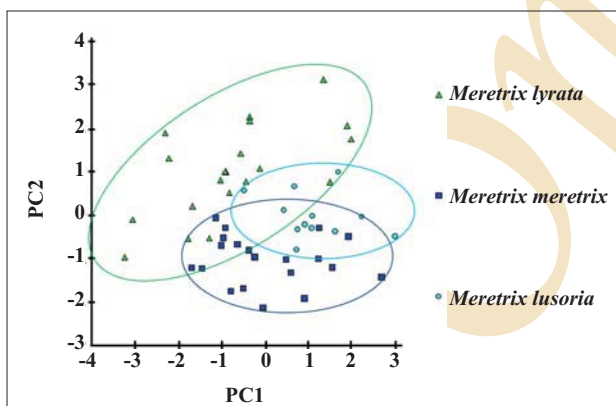 4
3
2
1
0
-1
-2
-3
PC2
-4 -3 -2 -1 0 1 2 3
PC1
Meretrix lyrata
Meretrix meretrix
Meretrix lusoria